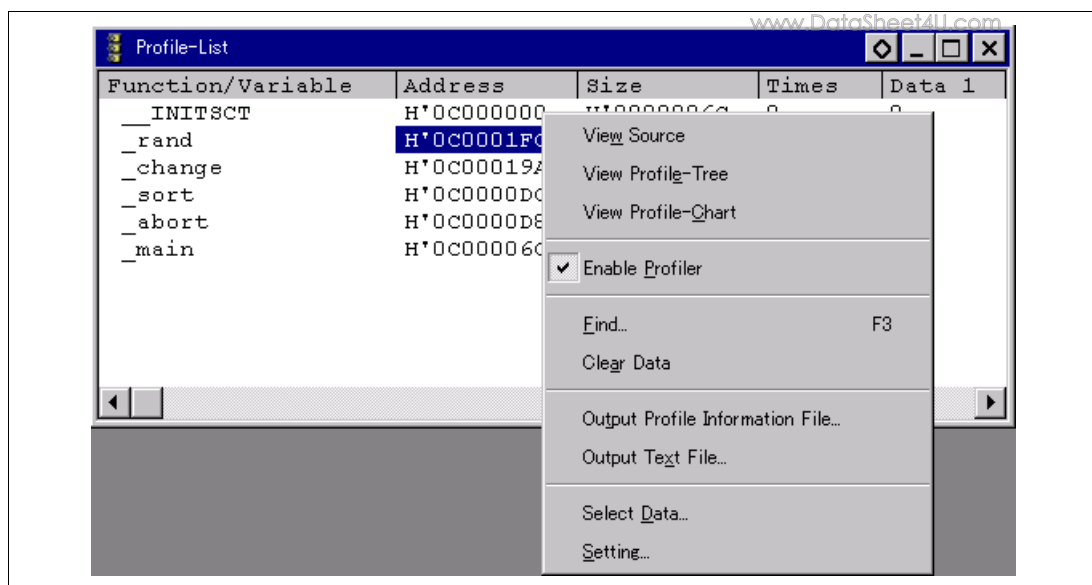 www.DataSheet4U.com
Profile-List
Function/Variable Address Size Times Data 1
__INITSCT H'0C000000
_rand H'0C0001F
_change H'0C00019A
_sort H'0C0000D
_abort H'0C0000D8
_main H'0C00006
View Source
View Profile-Tree
View Profile-Chart
Enable Profiler
Find... F3
Clear Data
Output Profile Information File...
Output Text File...
Select Data...
Setting...